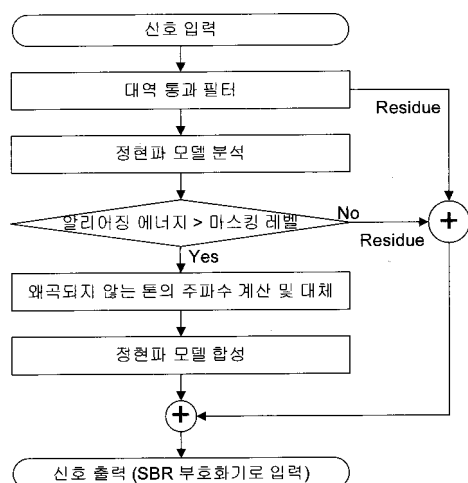 신호 입력
대역 통과 필터
Residue
정현파 모델 분석
알리어징 에너지 > 마스킹 레벨
No
Residue
+
Yes
왜곡되지 않는 톤의 주파수 계산 및 대체
정현파 모델 합성
+
신호 출력 (SBR 부호화기로 입력)